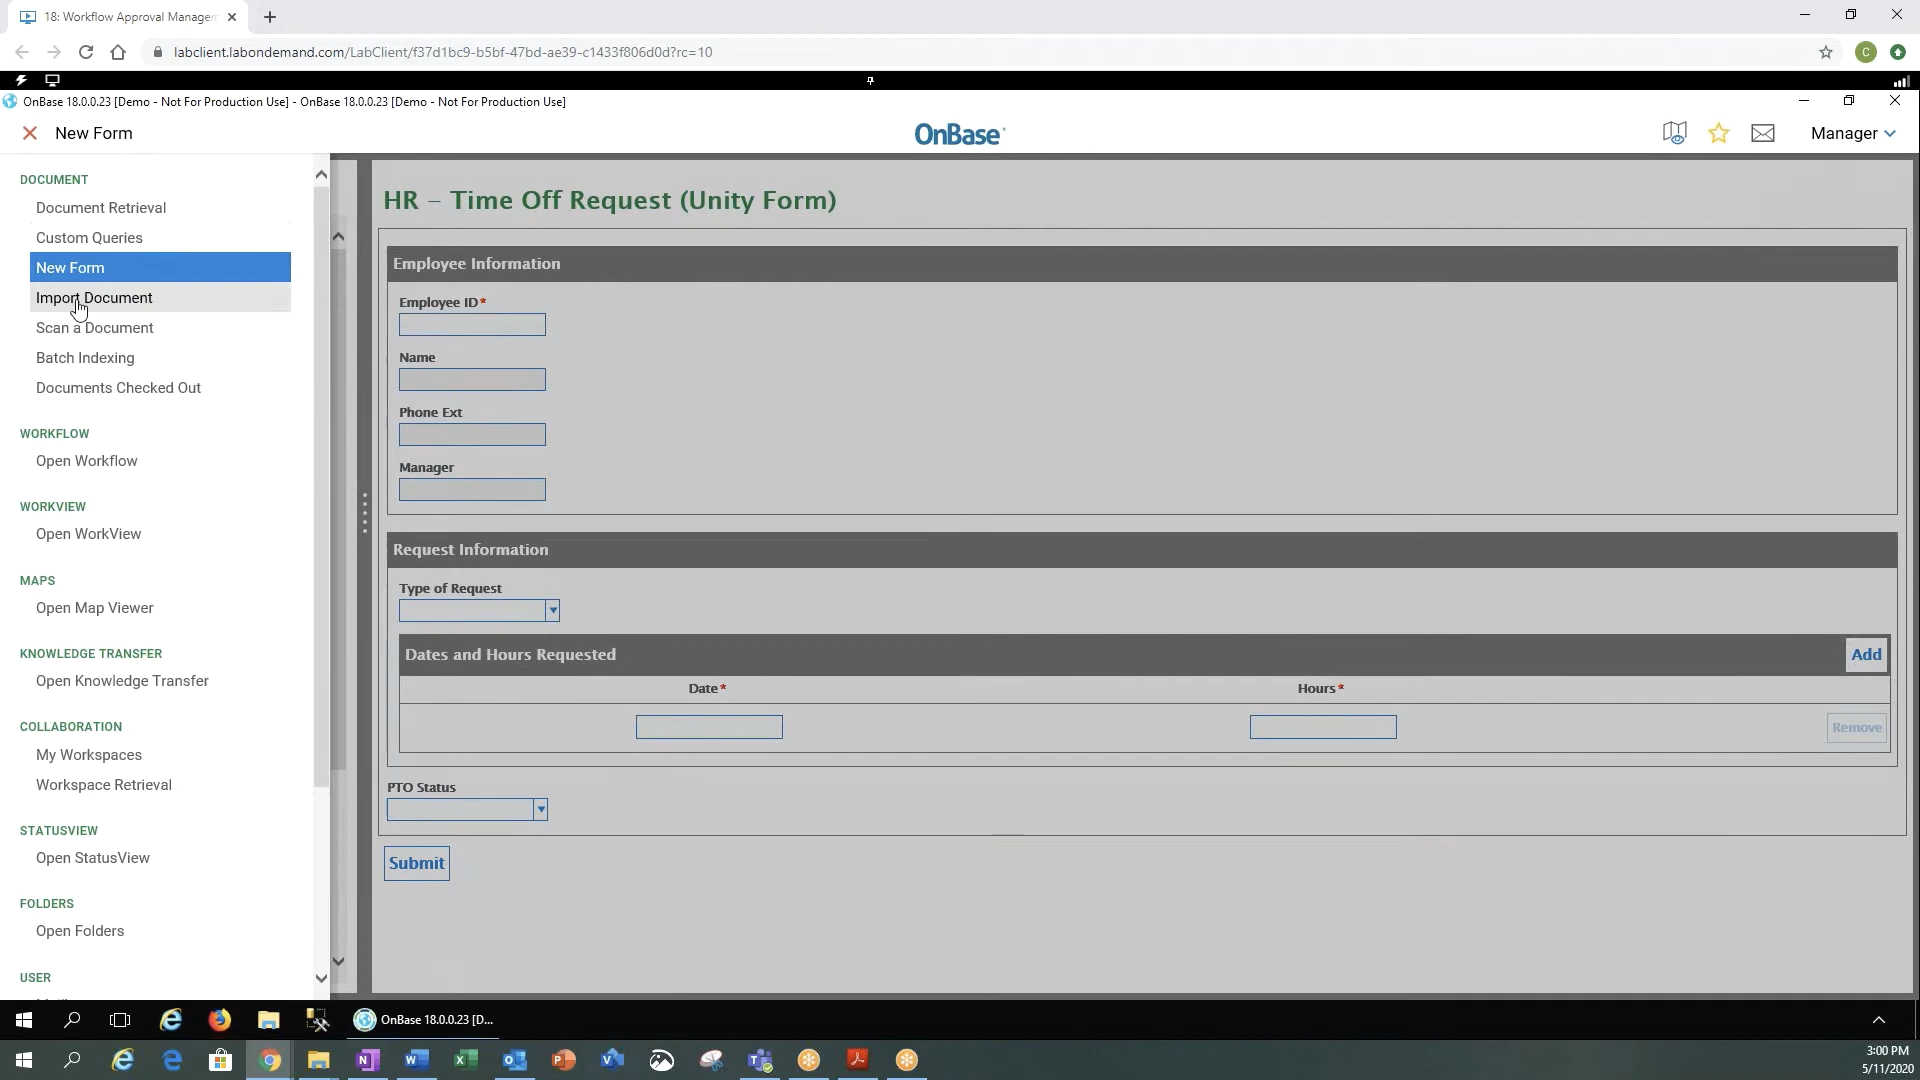 18: Workflow Approval Managem
labclient.labondemand.com/LabClient/f37d1bc9-b5bf-47bd-ae39-c1433f806d0d?rc=10
C
OnBase 18.0.0.23 [Demo - Not For Production Use] - OnBase 18.0.0.23 [Demo - Not For Production Use]
New Form
OnBase
Manager
DOCUMENT
Document Retrieval
Custom Queries
New Form
Import Document
Scan a Document
Batch Indexing
Documents Checked Out
WORKFLOW
Open Workflow
WORKVIEW
Open WorkView
MAPS
Open Map Viewer
KNOWLEDGE TRANSFER
Open Knowledge Transfer
COLLABORATION
My Workspaces
Workspace Retrieval
STATUSVIEW
Open StatusView
FOLDERS
Open Folders
USER
HR – Time Off Request (Unity Form)
Employee Information
Employee ID*
Name
Phone Ext
Manager
Request Information
Type of Request
Dates and Hours Requested
Add
Date*
Hours*
Remove
PTO Status
Submit
OnBase 18.0.0.23 [D...
3:00 PM
5/11/2020